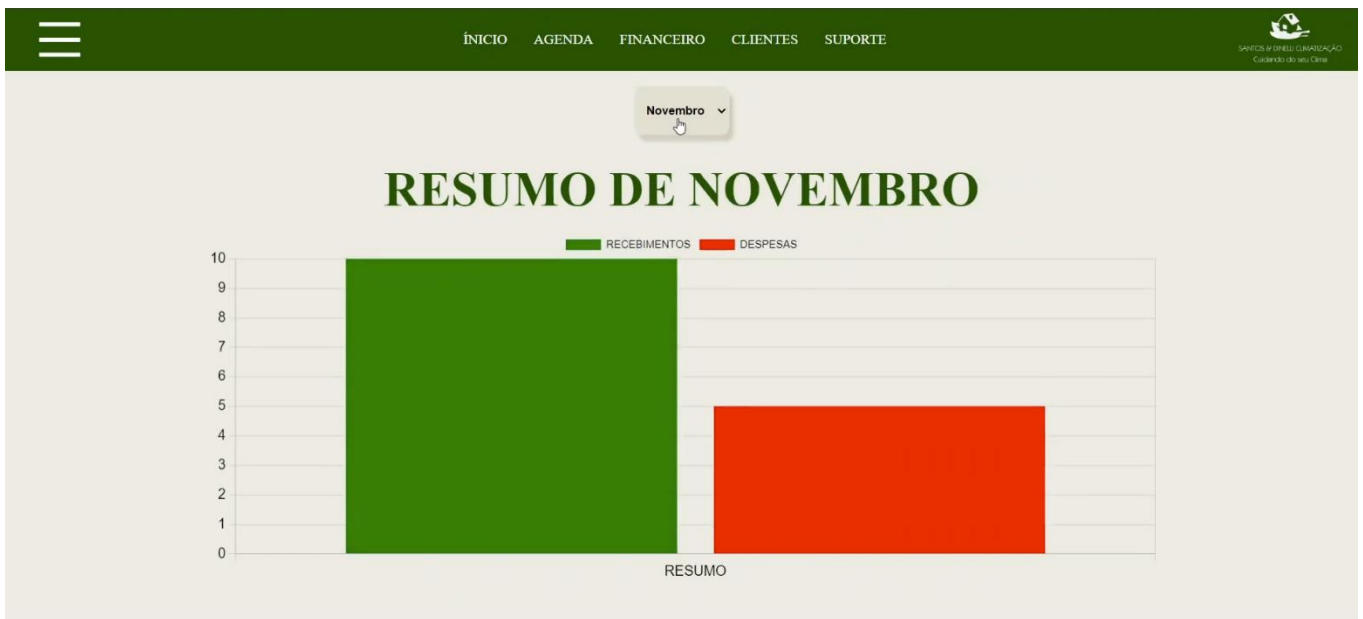 ÍNICIO AGENDA FINANCEIRO CLIENTES SUPORTE
SANTOS & DINELLI CLIMATIZAÇÃO
Cuidando do seu Clima
Novembro
RESUMO DE NOVEMBRO
RECEBIMENTOS DESPESAS
10
9
8
7
6
5
4
3
2
1
0
RESUMO